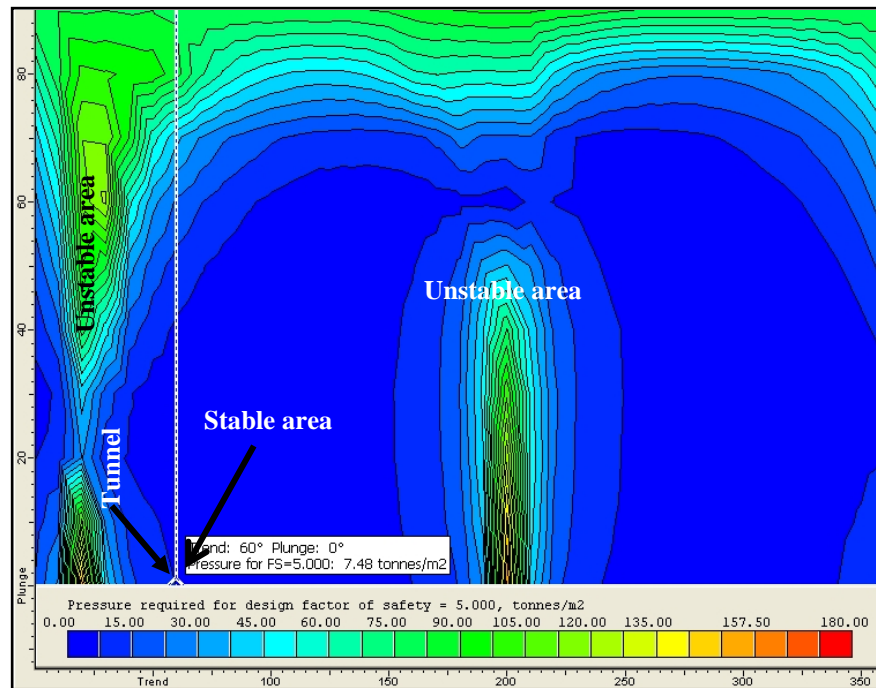 80
60
40
20
Plunge
Unstable area
Unstable area
Stable area
Tunnel
Trend: 60° Plunge: 0°
Pressure for FS=5.000: 7.48 tonnes/m2
Pressure required for design factor of safety = 5.000, tonnes/m2
0.00 15.00 30.00 45.00 60.00 75.00 90.00 105.00 120.00 135.00 157.50 180.00
Trend 100 150 200 250 300 350